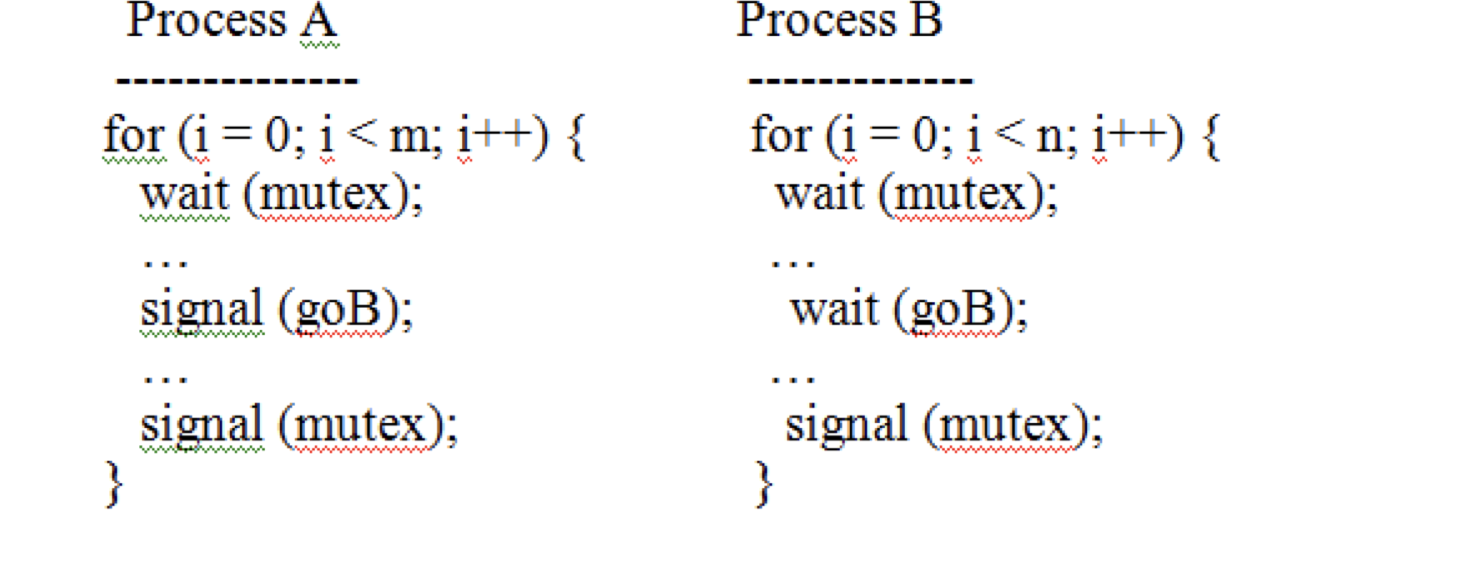 Process A
--------------
for (i = 0; i < m; i++) {
wait (mutex);
…
signal (goB);
…
signal (mutex);
}
Process B
-------------
for (i = 0; i < n; i++) {
wait (mutex);
…
wait (goB);
…
signal (mutex);
}